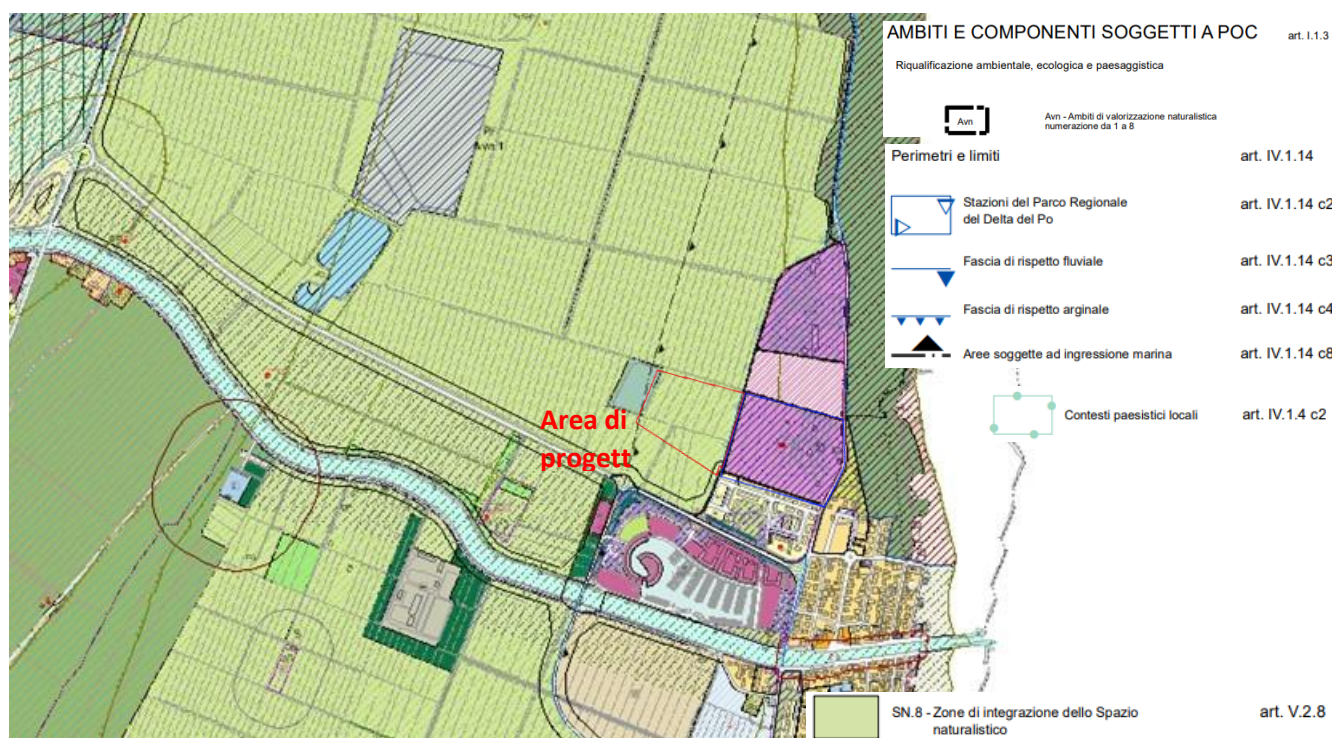 AMBITI E COMPONENTI SOGGETTI A POC art. I.1.3
Riqualificazione ambientale, ecologica e paesaggistica
Avn Avn - Ambiti di valorizzazione naturalistica
numerazione da 1 a 8
Perimetri e limiti art. IV.1.14
Stazioni del Parco Regionale art. IV.1.14 c2
del Delta del Po
Fascia di rispetto fluviale art. IV.1.14 c3
Fascia di rispetto arginale art. IV.1.14 c4
Aree soggette ad ingressione marina art. IV.1.14 c8
Contesti paesistici locali art. IV.1.4 c2
Avn 1
Area di
progett
SN.8 - Zone di integrazione dello Spazio art. V.2.8
naturalistico